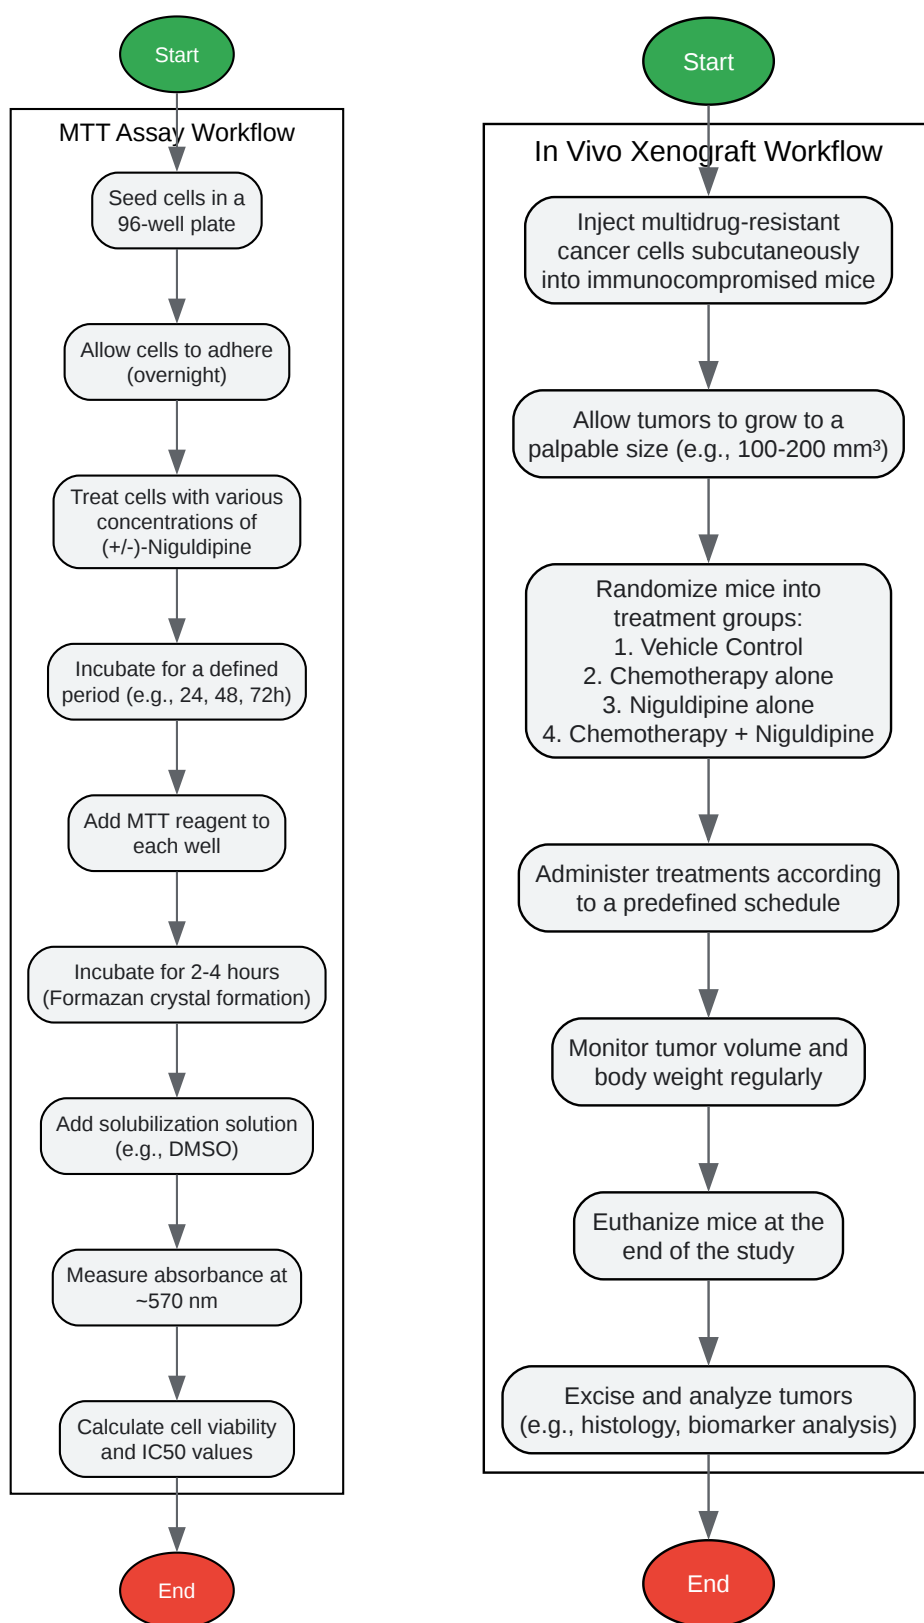 Start
MTT Assay Workflow
Seed cells in a
96-well plate
Allow cells to adhere
(overnight)
Treat cells with various
concentrations of
(+/-)-Niguldipine
Incubate for a defined
period (e.g., 24, 48, 72h)
Add MTT reagent to
each well
Incubate for 2-4 hours
(Formazan crystal formation)
Add solubilization solution
(e.g., DMSO)
Measure absorbance at
~570 nm
Calculate cell viability
and IC50 values
End
Start
In Vivo Xenograft Workflow
Inject multidrug-resistant
cancer cells subcutaneously
into immunocompromised mice
Allow tumors to grow to a
palpable size (e.g., 100-200 mm³)
Randomize mice into
treatment groups:
1. Vehicle Control
2. Chemotherapy alone
3. Niguldipine alone
4. Chemotherapy + Niguldipine
Administer treatments according
to a predefined schedule
Monitor tumor volume and
body weight regularly
Euthanize mice at the
end of the study
Excise and analyze tumors
(e.g., histology, biomarker analysis)
End